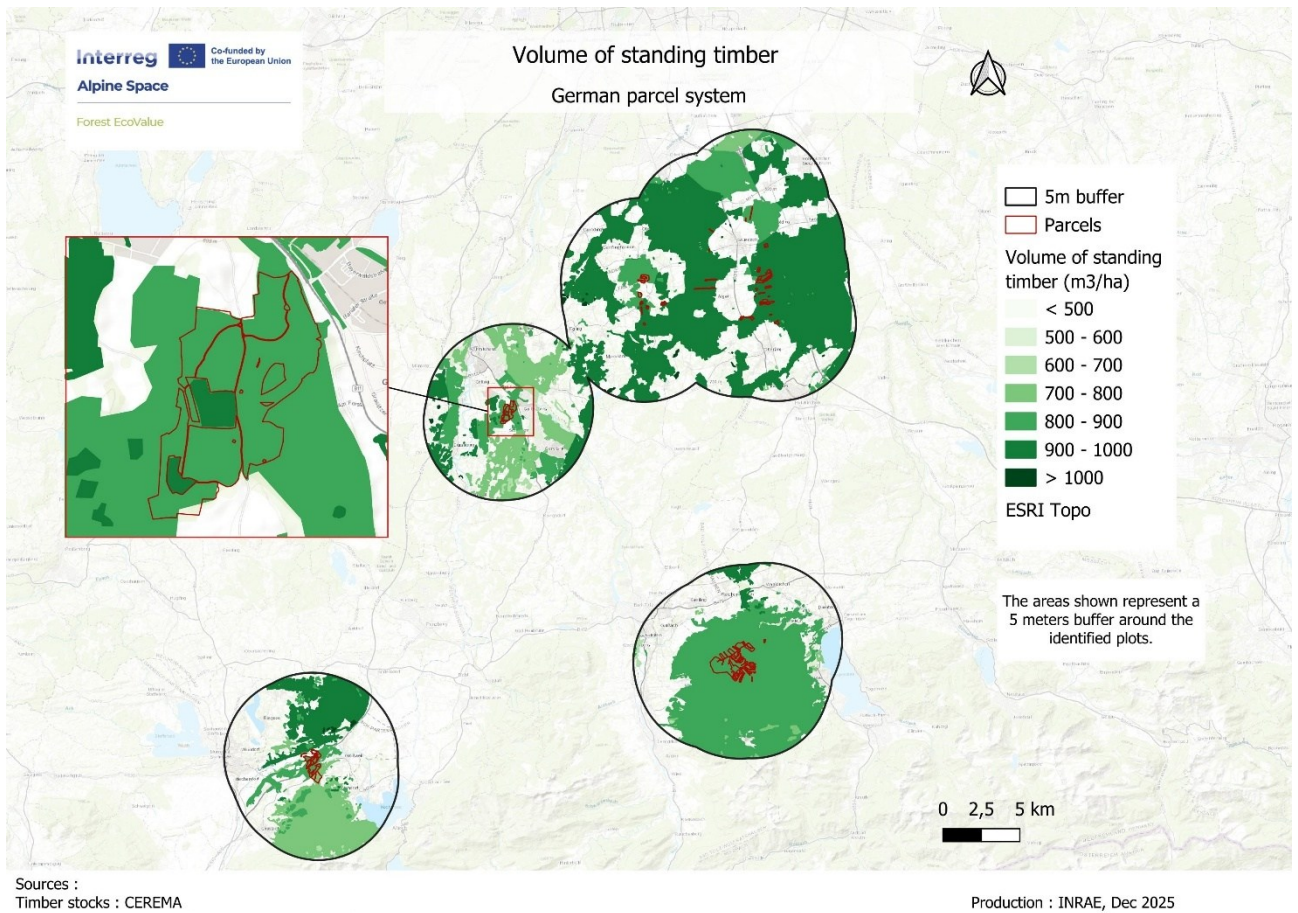 Interreg
Co-funded by
the European Union
Alpine Space
Forest EcoValue
Volume of standing timber
German parcel system
5m buffer
Parcels
Volume of standing
timber (m3/ha)
< 500
500 - 600
600 - 700
700 - 800
800 - 900
900 - 1000
> 1000
ESRI Topo
The areas shown represent a
5 meters buffer around the
identified plots.
0 2,5 5 km
Sources :
Timber stocks : CEREMA
Production : INRAE, Dec 2025